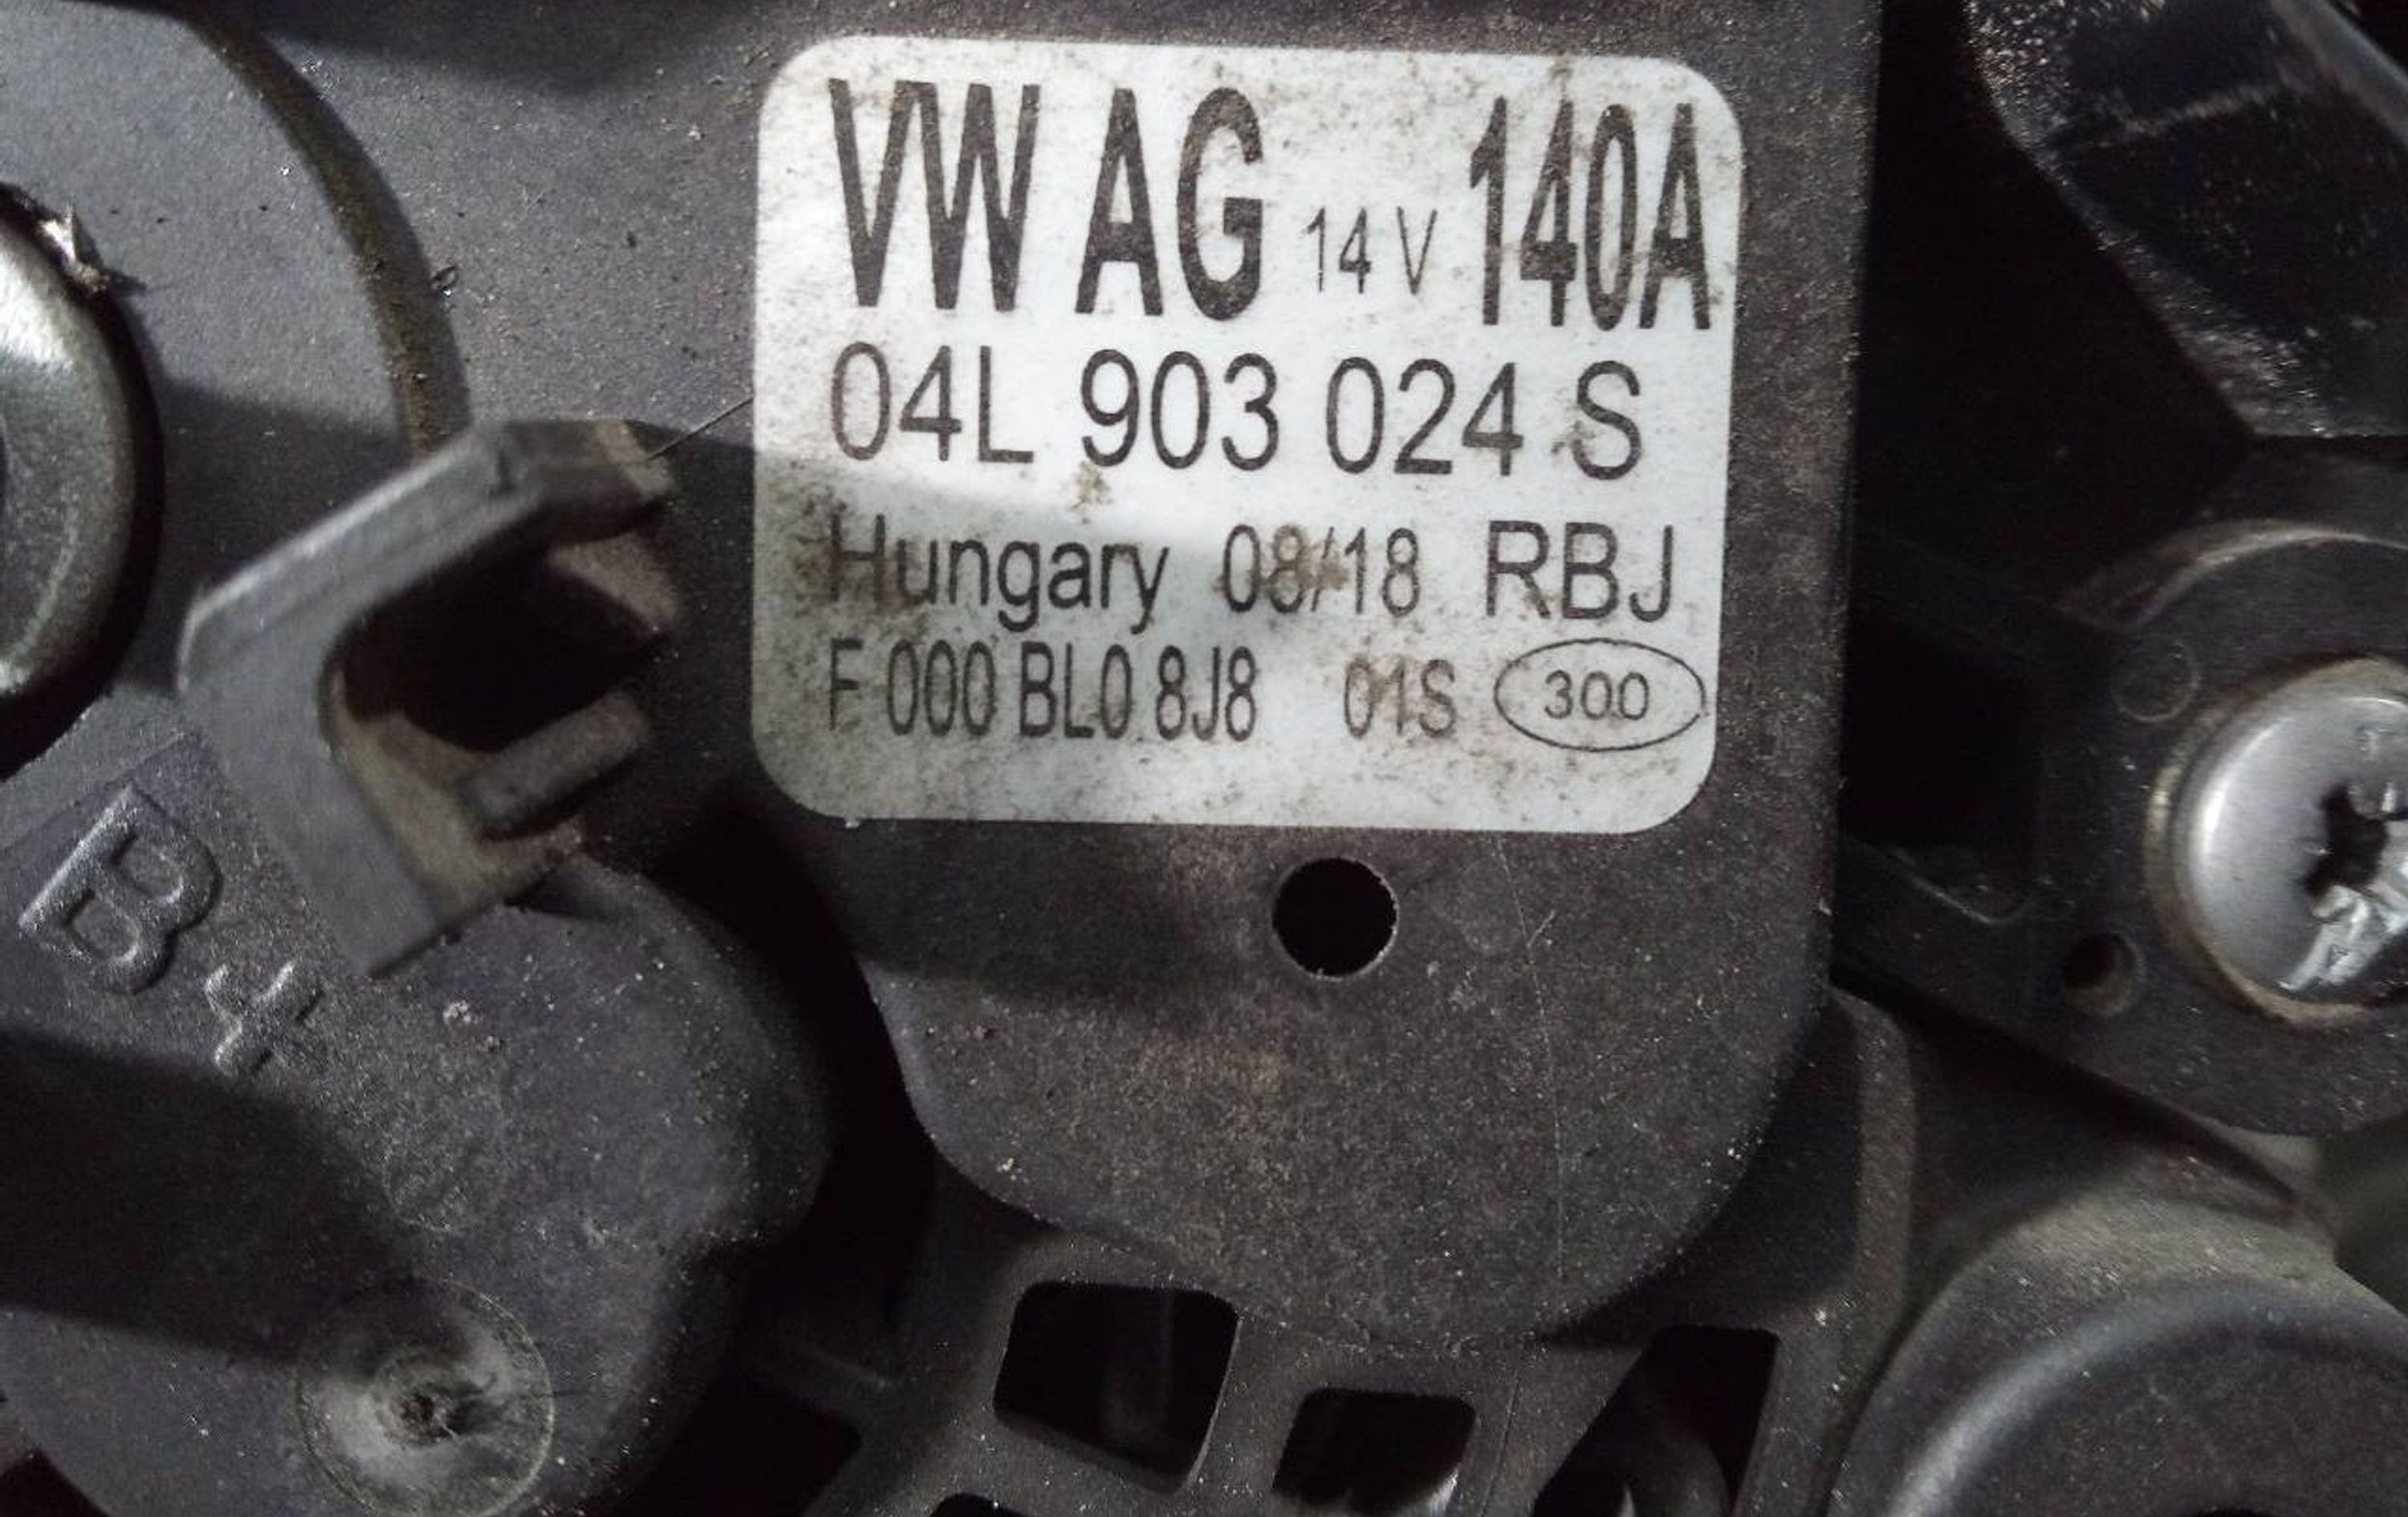 VW AG 14 V 140A
04L 903 024 S
Hungary 08/18 RBJ
F 000 BL0 8J8 01S 300
B+